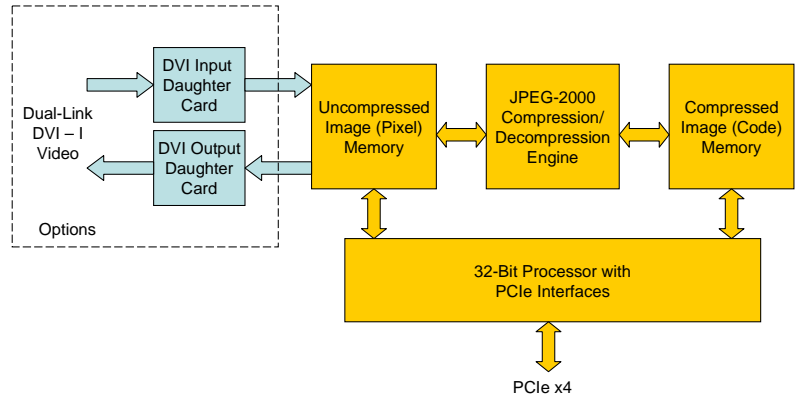 Dual-Link
DVI – I
Video
DVI Input
Daughter
Card
DVI Output
Daughter
Card
Options
Uncompressed
Image (Pixel)
Memory
JPEG-2000
Compression/
Decompression
Engine
Compressed
Image (Code)
Memory
32-Bit Processor with
PCIe Interfaces
PCIe x4